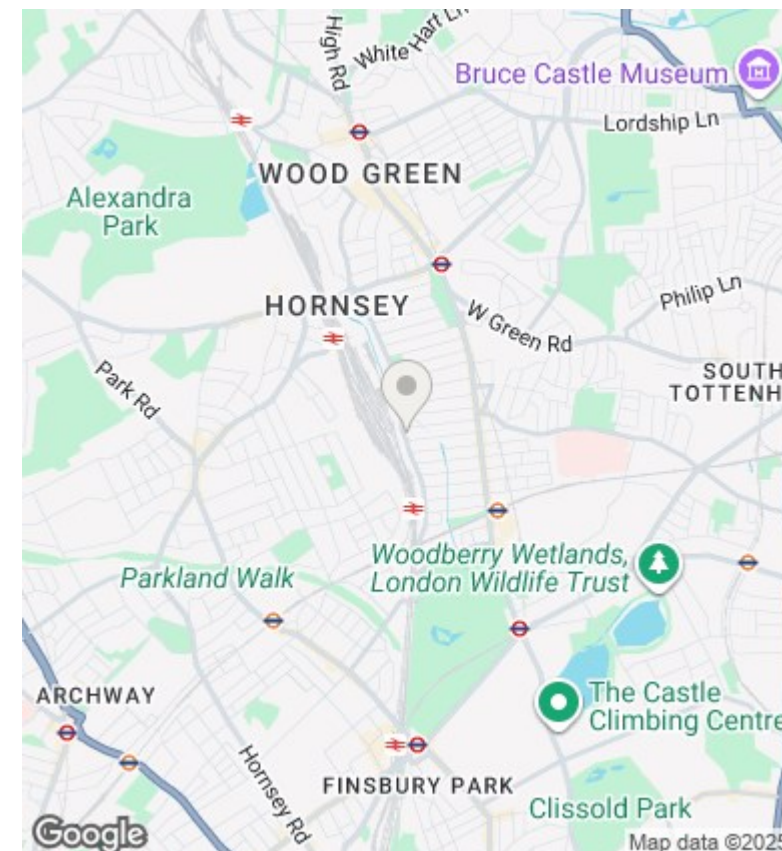 High Rd
White Hart Ln
Bruce Castle Museum
Lordship Ln
WOOD GREEN
Alexandra
Park
Philip Ln
HORNSEY
W Green Rd
SOUTH
TOTTENH
Park Rd
Woodberry Wetlands,
London Wildlife Trust
Parkland Walk
ARCHWAY
The Castle
Climbing Centre
Hornsey Rd
FINSBURY PARK
Clissold Park
Google
Map data ©2025